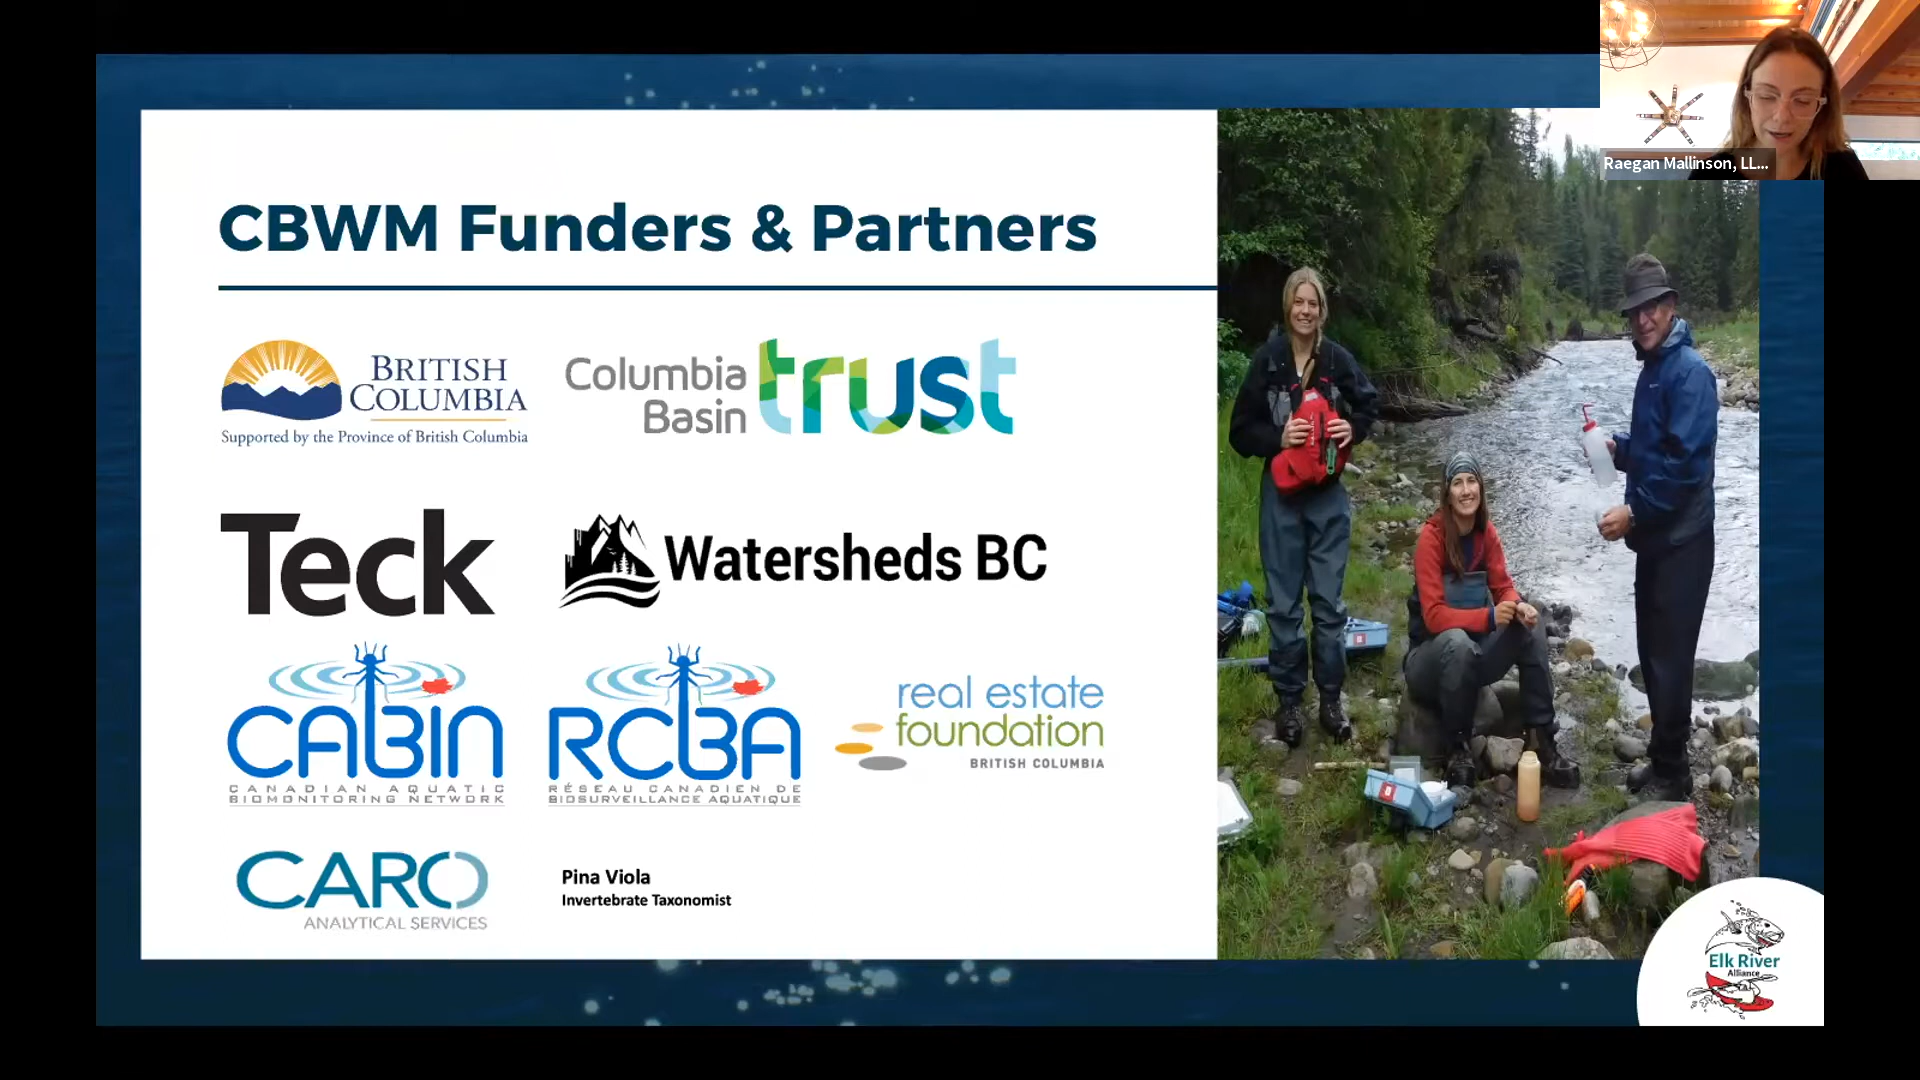 Raegan Mallinson, LL...
CBWM Funders & Partners
BRITISH
COLUMBIA
Supported by the Province of British Columbia
Columbia
Basin
trust
Teck
Watersheds BC
CABIN
CANADIAN AQUATIC
BIOMONITORING NETWORK
RCBA
RÉSEAU CANADIEN DE
BIOSURVEILLANCE AQUATIQUE
real estate
foundation
BRITISH COLUMBIA
CARO
ANALYTICAL SERVICES
Pina Viola
Invertebrate Taxonomist
Elk River
Alliance